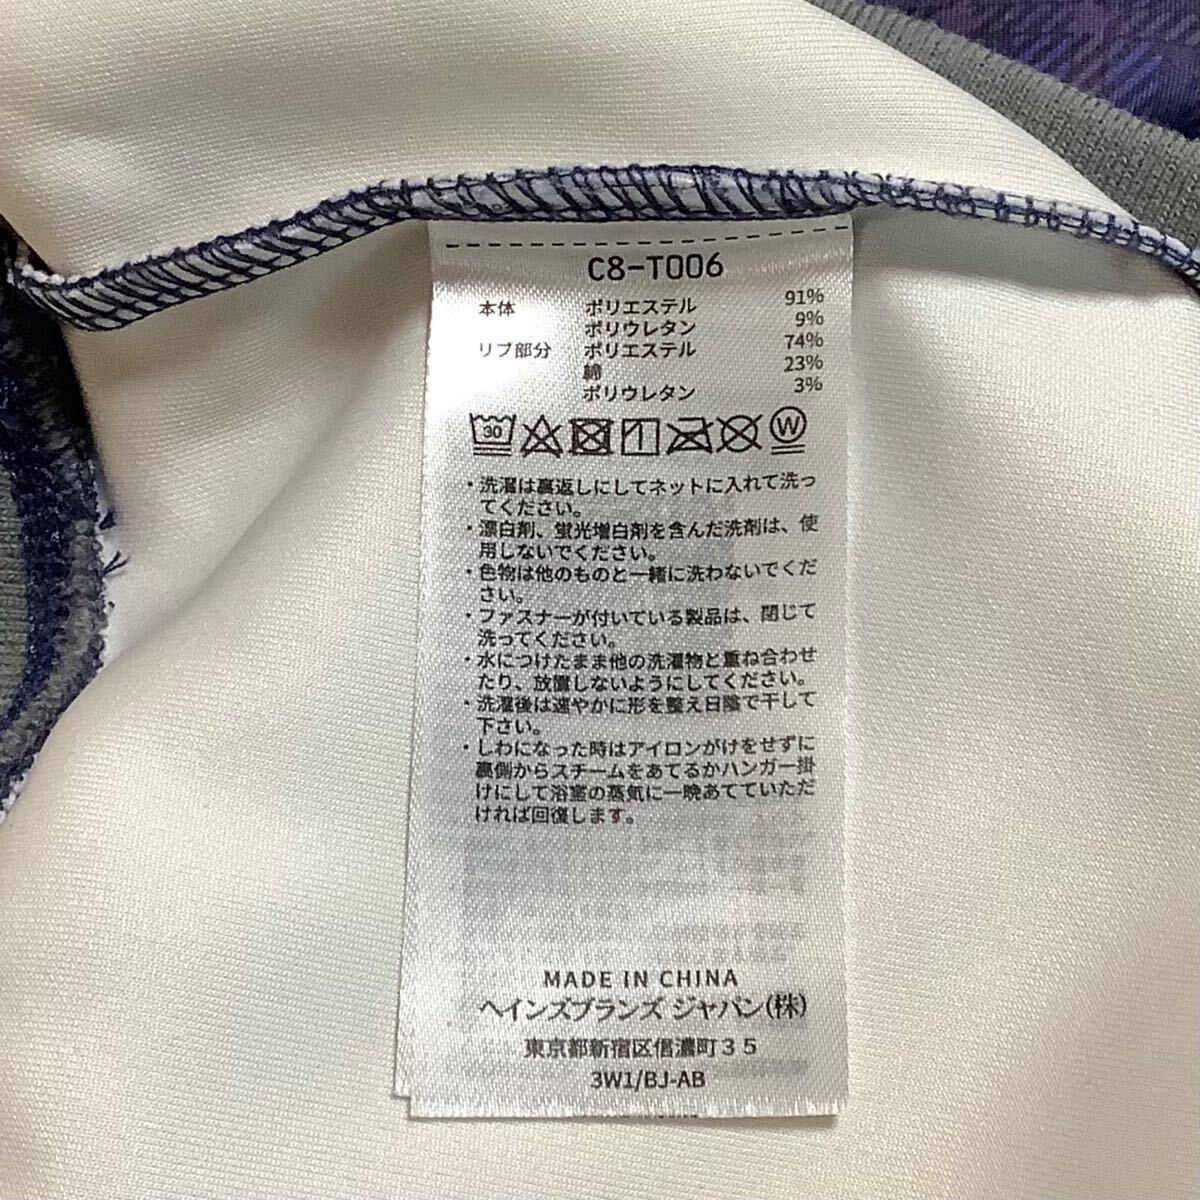 C8-T006
本体 ポリエステル 91%
ポリウレタン 9%
リブ部分 ポリエステル 74%
綿 23%
ポリウレタン 3%
30 W
・洗濯は裏返しにしてネットに入れて洗っ
てください。
・漂白剤、蛍光増白剤を含んだ洗剤は、使
用しないでください。
・色物は他のものと一緒に洗わないでくだ
さい。
・ファスナーが付いている製品は、閉じて
洗ってください。
・水につけたまま他の洗濯物と重ね合わせ
たり、放置しないようにしてください。
・洗濯後は速やかに形を整え日陰で干して
下さい。
・しわになった時はアイロンがけをせずに
裏側からスチームをあてるかハンガー掛
けにして浴室の蒸気に一晩あてていただ
ければ回復します。
MADE IN CHINA
ヘインズブランズ ジャパン(株)
東京都新宿区信濃町35
3W1/BJ-AB